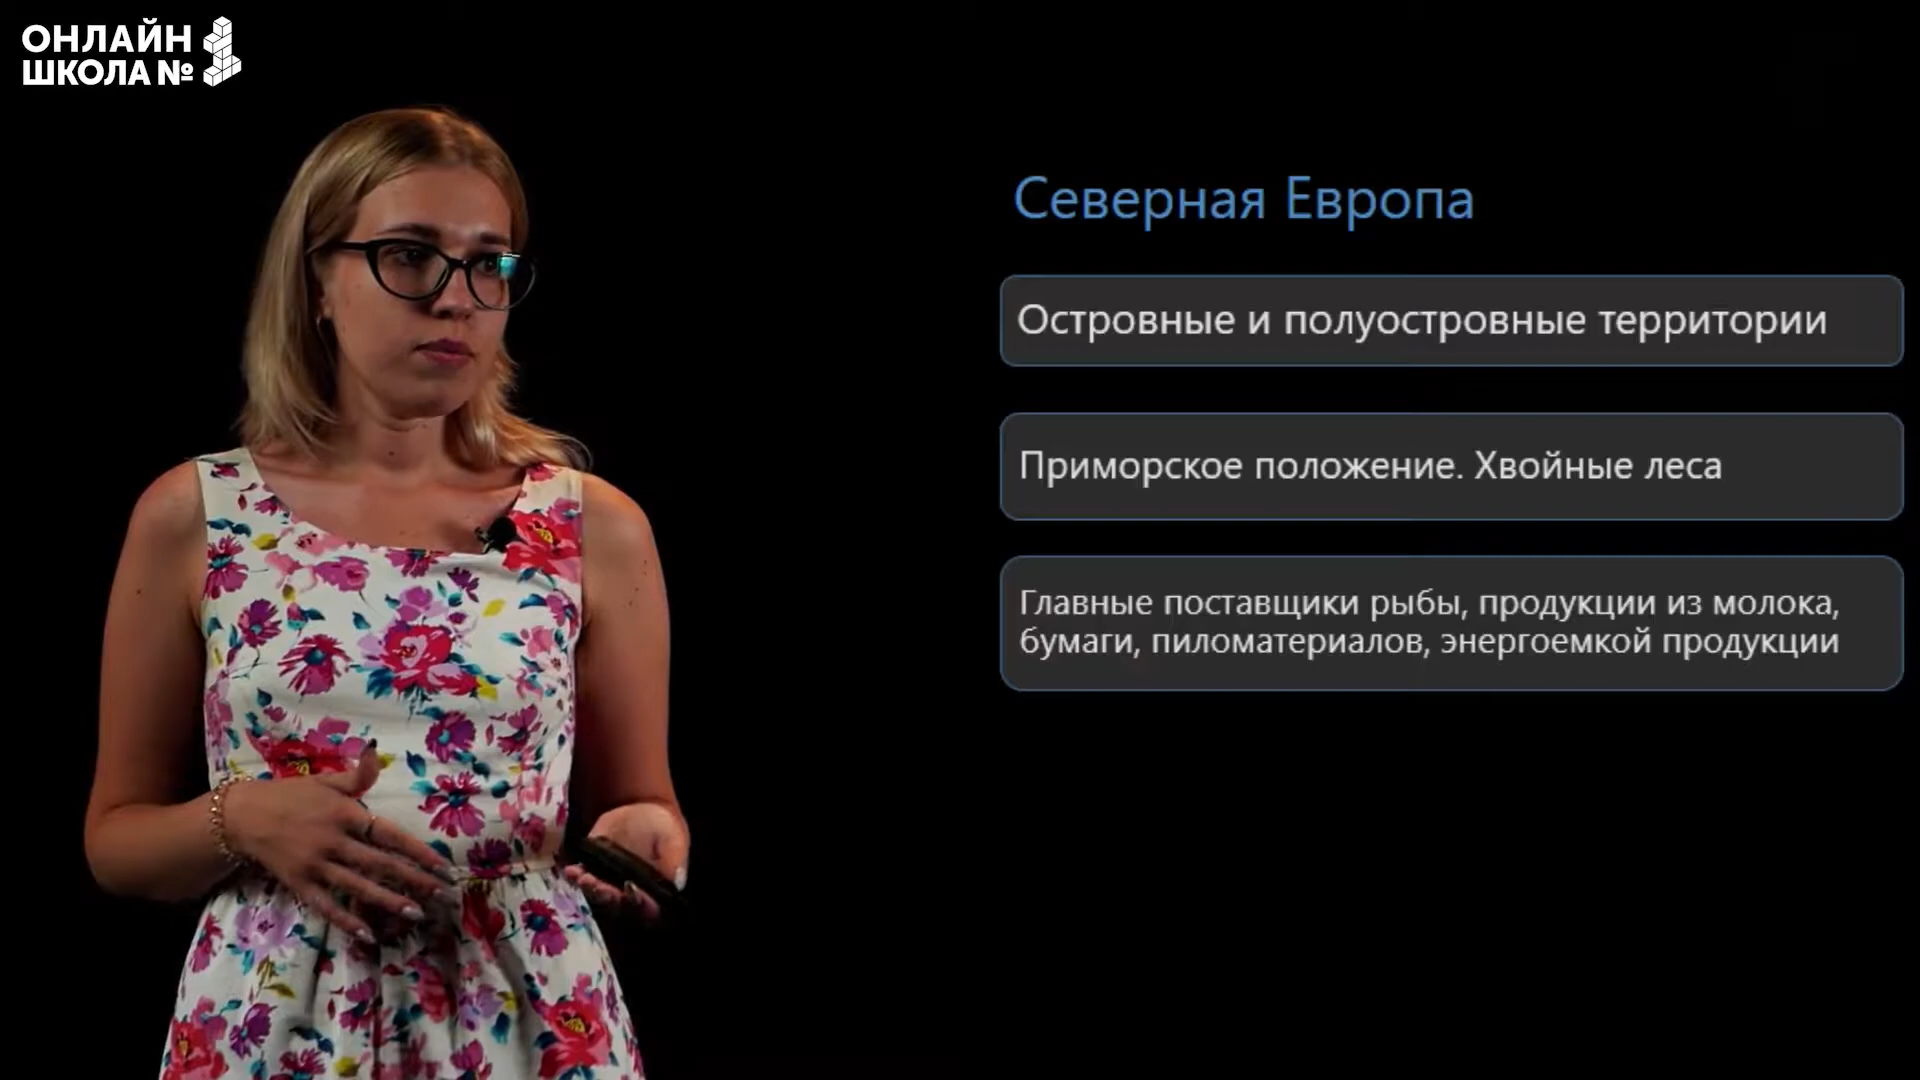 ОНЛАЙН
ШКОЛА №1
Северная Европа
Островные и полуостровные территории
Приморское положение. Хвойные леса
Главные поставщики рыбы, продукции из молока,
бумаги, пиломатериалов, энергоемкой продукции